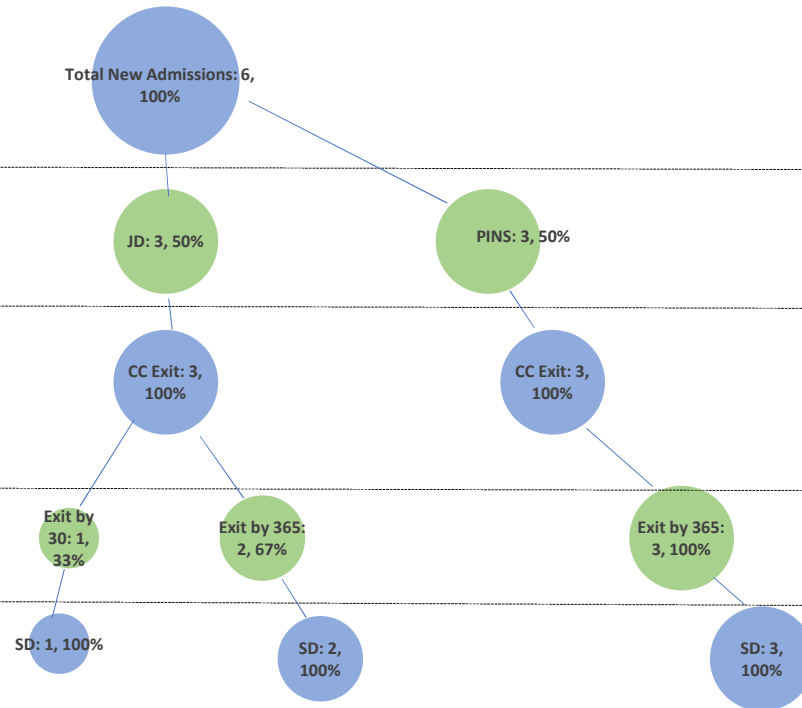 Total New Admissions: 6,
100%
JD: 3, 50%
PINS: 3, 50%
CC Exit: 3,
100%
CC Exit: 3,
100%
Exit by
30: 1,
33%
Exit by 365:
2, 67%
Exit by 365:
3, 100%
SD: 1, 100%
SD: 2,
100%
SD: 3,
100%